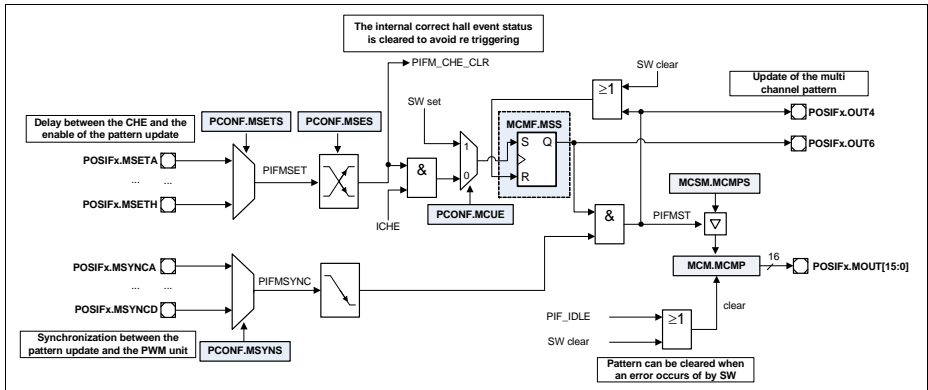 The internal correct hall event status
is cleared to avoid re triggering
PIFM_CHE_CLR
SW clear
≥1
Update of the multi
channel pattern
SW set
Delay between the CHE and the
enable of the pattern update
PCONF.MSETS
PCONF.MSES
MCMF.MSS
POSIFx.OUT4
POSIFx.MSETA
... ...
POSIFx.MSETH
PIFMSET
&
1
0
S Q
R
POSIFx.OUT6
ICHE
PCONF.MCUE
MCSM.MCMPS
&
PIFMST
∇
POSIFx.MSYNCA
... ...
POSIFx.MSYNCD
PIFMSYNC
MCM.MCMP
16
POSIFx.MOUT[15:0]
clear
PIF_IDLE
SW clear
≥1
Synchronization between the
pattern update and the PWM unit
PCONF.MSYNS
Pattern can be cleared when
an error occurs of by SW